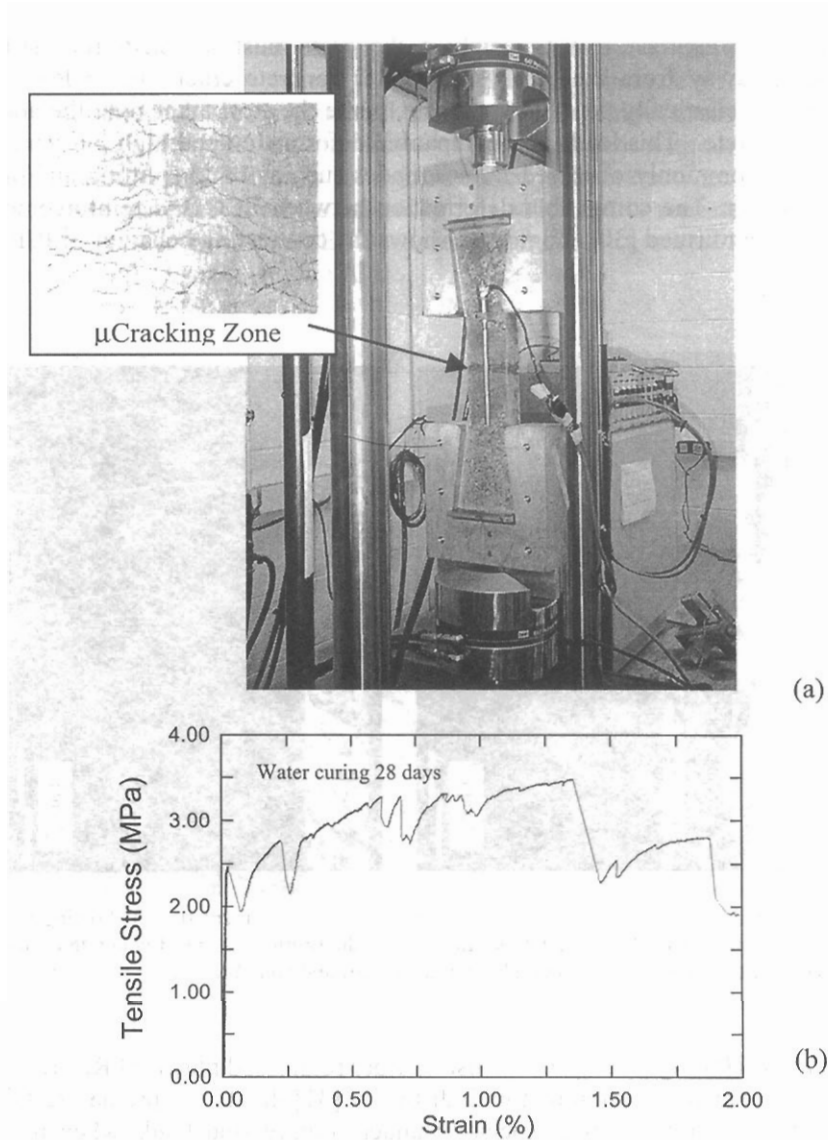 μCracking Zone
(a)
4.00
Water curing 28 days
3.00
Tensile Stress (MPa)
2.00
1.00
(b)
0.00
0.00 0.50 1.00 1.50 2.00
Strain (%)